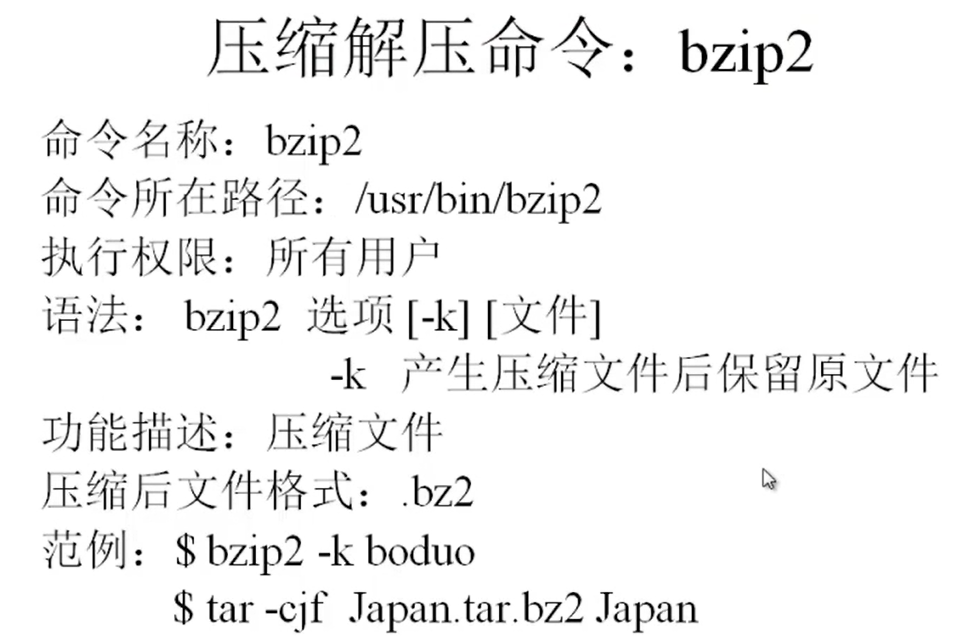 压缩解压命令：bzip2
命令名称：bzip2
命令所在路径：/usr/bin/bzip2
执行权限：所有用户
语法： bzip2 选项 [-k] [文件]
-k 产生压缩文件后保留原文件
功能描述：压缩文件
压缩后文件格式：.bz2
范例：$ bzip2 -k boduo
$ tar -cjf Japan.tar.bz2 Japan